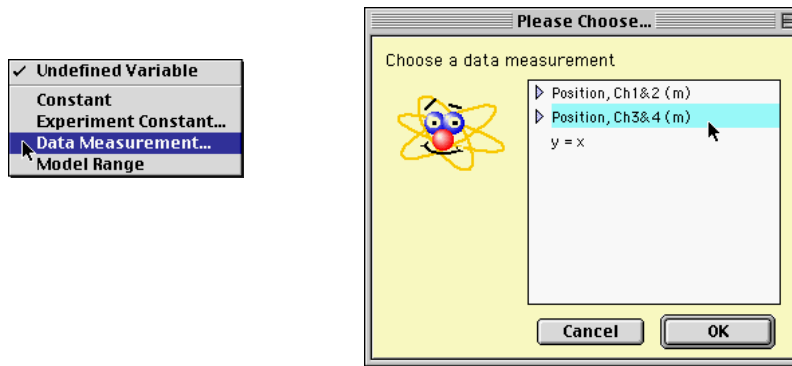 ✓ Undefined Variable
Constant
Experiment Constant...
Data Measurement...
Model Range
Please Choose...
Choose a data measurement
Position, Ch1&2 (m)
Position, Ch3&4 (m)
y = x
Cancel
OK